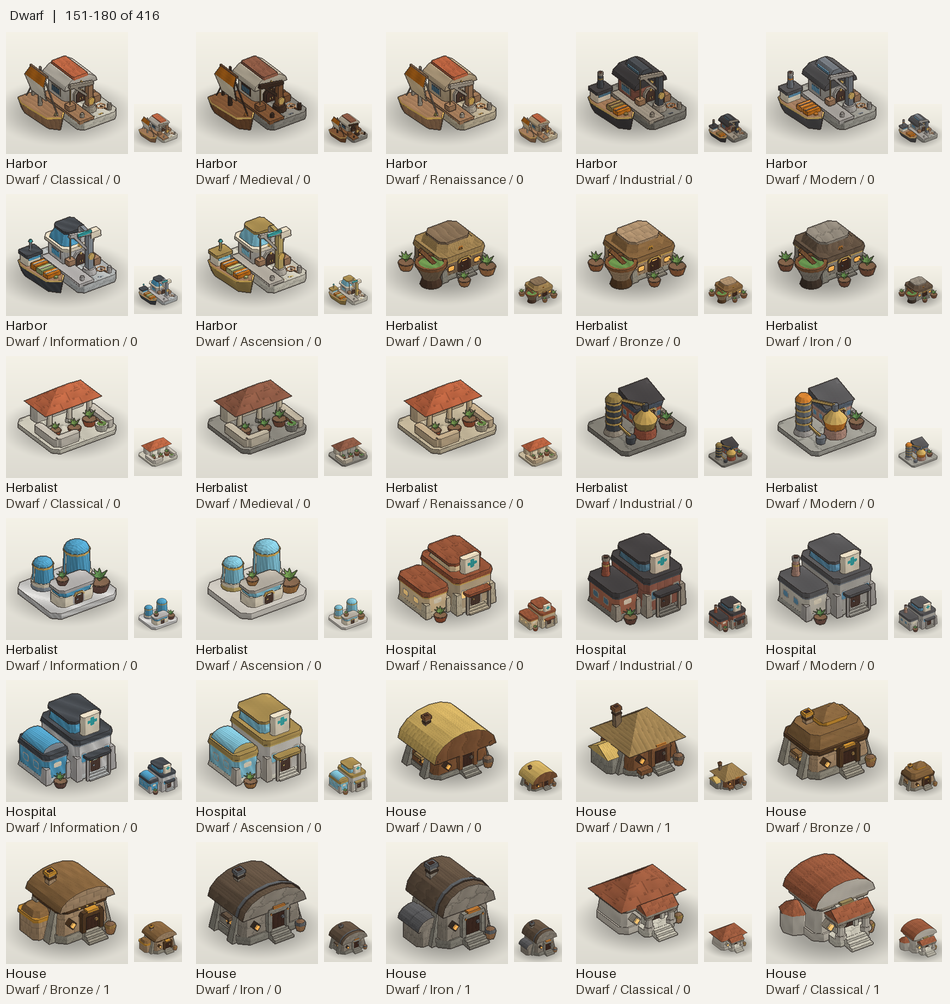 Dwarf | 151-180 of 416
Harbor
Dwarf / Classical / 0
Harbor
Dwarf / Medieval / 0
Harbor
Dwarf / Renaissance / 0
Harbor
Dwarf / Industrial / 0
Harbor
Dwarf / Modern / 0
Harbor
Dwarf / Information / 0
Harbor
Dwarf / Ascension / 0
Herbalist
Dwarf / Dawn / 0
Herbalist
Dwarf / Bronze / 0
Herbalist
Dwarf / Iron / 0
Herbalist
Dwarf / Classical / 0
Herbalist
Dwarf / Medieval / 0
Herbalist
Dwarf / Renaissance / 0
Herbalist
Dwarf / Industrial / 0
Herbalist
Dwarf / Modern / 0
Herbalist
Dwarf / Information / 0
Herbalist
Dwarf / Ascension / 0
Hospital
Dwarf / Renaissance / 0
Hospital
Dwarf / Industrial / 0
Hospital
Dwarf / Modern / 0
Hospital
Dwarf / Information / 0
Hospital
Dwarf / Ascension / 0
House
Dwarf / Dawn / 0
House
Dwarf / Dawn / 1
House
Dwarf / Bronze / 0
House
Dwarf / Bronze / 1
House
Dwarf / Iron / 0
House
Dwarf / Iron / 1
House
Dwarf / Classical / 0
House
Dwarf / Classical / 1